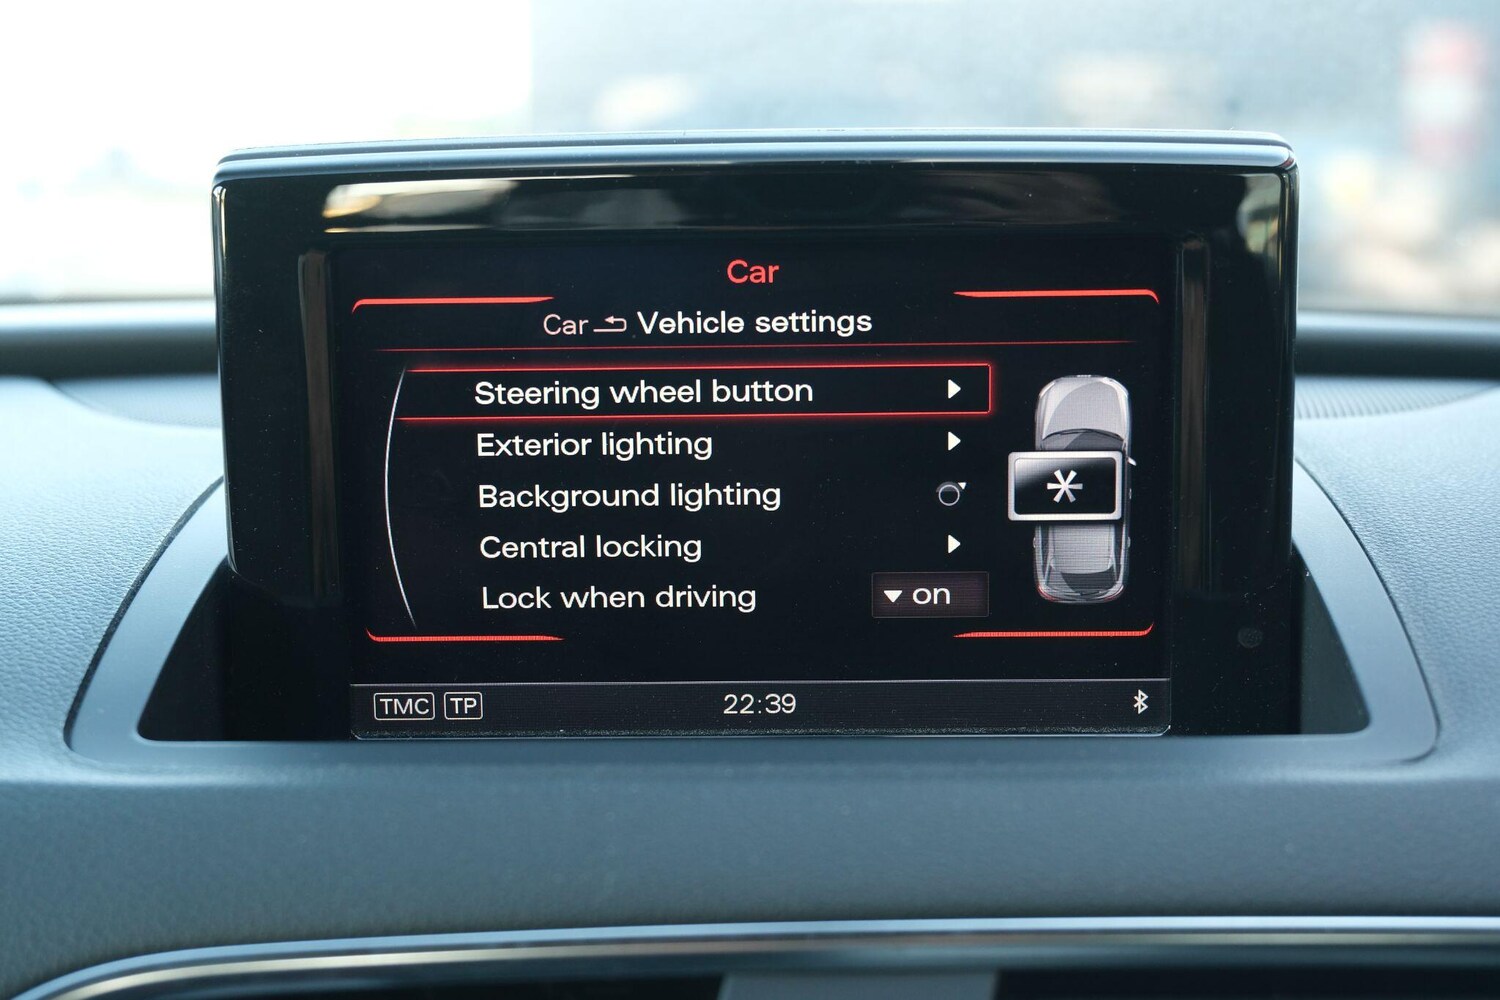 Car
Car Vehicle settings
Steering wheel button
Exterior lighting
Background lighting
Central locking
Lock when driving on
TMC TP 22:39